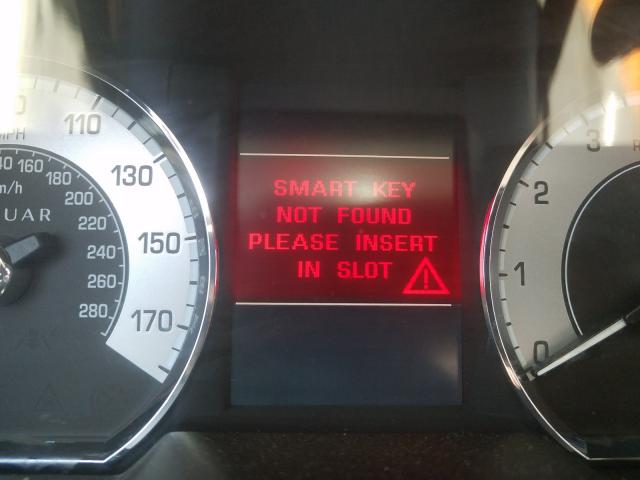 110
MPH
130
150
170
160
180
200
220
240
260
280
km/h
UAR
SMART KEY
NOT FOUND
PLEASE INSERT
IN SLOT
3
2
1
0